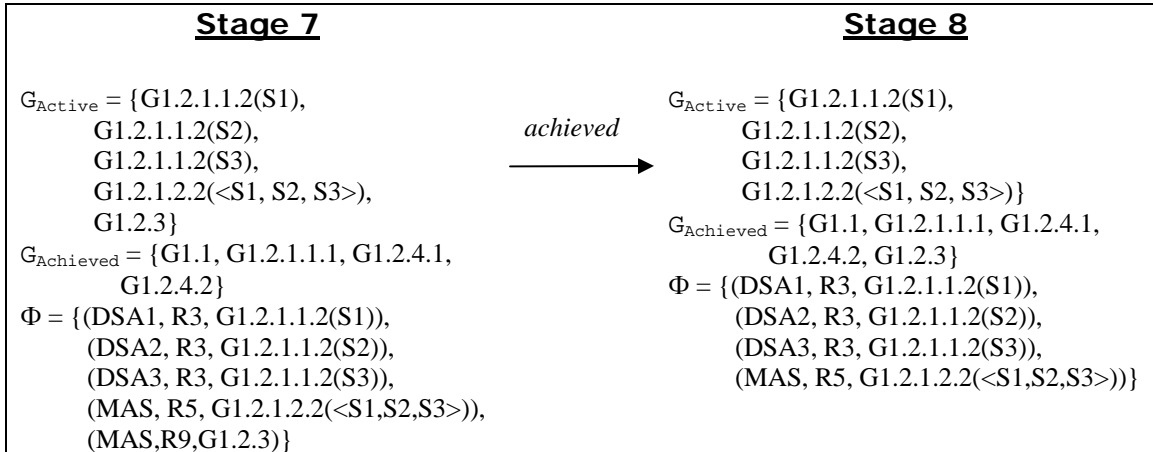 Stage 7
G_Active = {G1.2.1.1.2(S1),
G1.2.1.1.2(S2),
G1.2.1.1.2(S3),
G1.2.1.2.2(<S1, S2, S3>),
G1.2.3}
G_Achieved = {G1.1, G1.2.1.1.1, G1.2.4.1,
G1.2.4.2}
Φ = {(DSA1, R3, G1.2.1.1.2(S1)),
(DSA2, R3, G1.2.1.1.2(S2)),
(DSA3, R3, G1.2.1.1.2(S3)),
(MAS, R5, G1.2.1.2.2(<S1,S2,S3>)),
(MAS,R9,G1.2.3)}
achieved
Stage 8
G_Active = {G1.2.1.1.2(S1),
G1.2.1.1.2(S2),
G1.2.1.1.2(S3),
G1.2.1.2.2(<S1, S2, S3>)}
G_Achieved = {G1.1, G1.2.1.1.1, G1.2.4.1,
G1.2.4.2, G1.2.3}
Φ = {(DSA1, R3, G1.2.1.1.2(S1)),
(DSA2, R3, G1.2.1.1.2(S2)),
(DSA3, R3, G1.2.1.1.2(S3)),
(MAS, R5, G1.2.1.2.2(<S1,S2,S3>))}